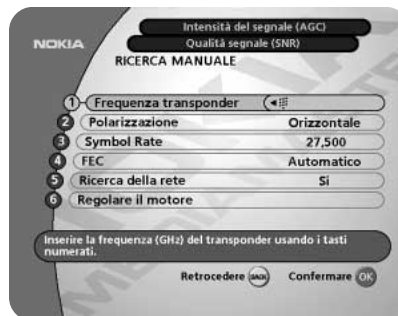 Intensità del segnale (AGC)
NOKIA
Qualità segnale (SNR)
RICERCA MANUALE
1 Frequenza transponder
2 Polarizzazione Orizzontale
3 Symbol Rate 27,500
4 FEC Automatico
5 Ricerca della rete Si
6 Regolare il motore
Inserire la frequenza (GHz) del transponder usando i tasti
numerati.
Retrocedere BACK Confermare OK